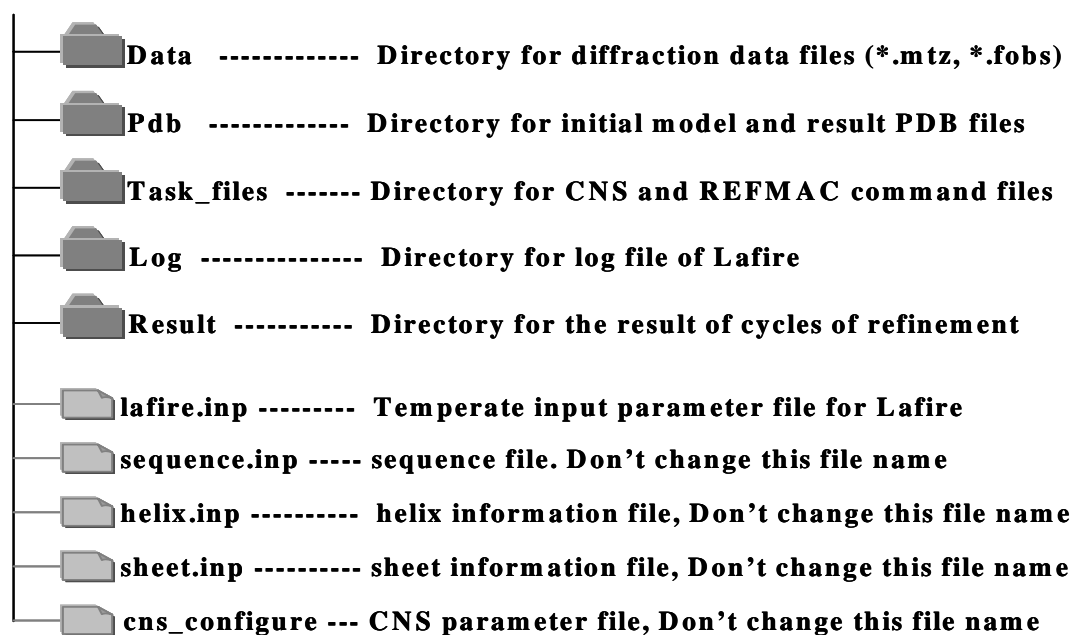 Data ------------- Directory for diffraction data files (*.mtz, *.fobs)
Pdb ------------- Directory for initial model and result PDB files
Task_files ------- Directory for CNS and REFMAC command files
Log --------------- Directory for log file of Lafire
Result ----------- Directory for the result of cycles of refinement
lafire.inp --------- Temperate input parameter file for Lafire
sequence.inp ----- sequence file. Don't change this file name
helix.inp ---------- helix information file, Don't change this file name
sheet.inp ---------- sheet information file, Don't change this file name
cns_configure --- CNS parameter file, Don't change this file name